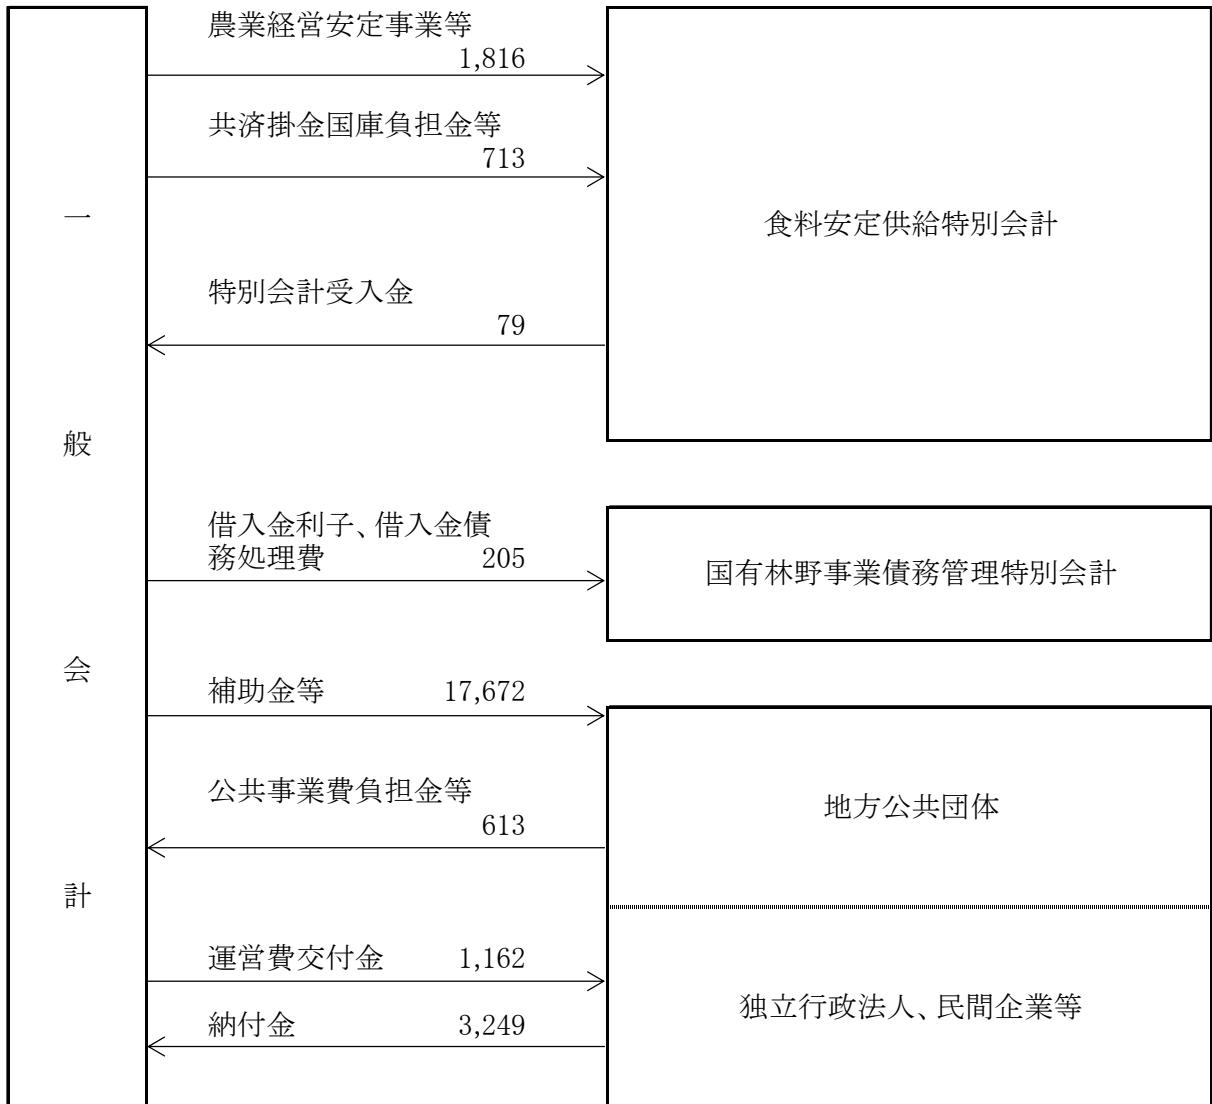 一般会計
農業経営安定事業等
1,816
共済掛金国庫負担金等
713
食料安定供給特別会計
特別会計受入金
79
借入金利子、借入金債
務処理費 205
国有林野事業債務管理特別会計
補助金等 17,672
公共事業費負担金等
613
地方公共団体
運営費交付金 1,162
独立行政法人、民間企業等
納付金 3,249